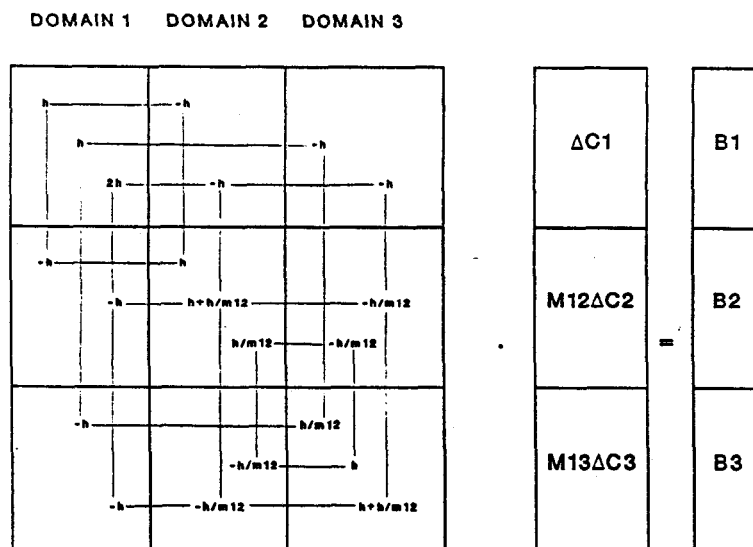 DOMAIN 1 DOMAIN 2 DOMAIN 3
h -h
h -h
2h -h -h
-h h
-h h+h/m12 -h/m12
h/m12 -h/m12
-h h/m12
-h/m12 h
-h -h/m12 h+h/m12
ΔC1
M12ΔC2
M13ΔC3
=
B1
B2
B3